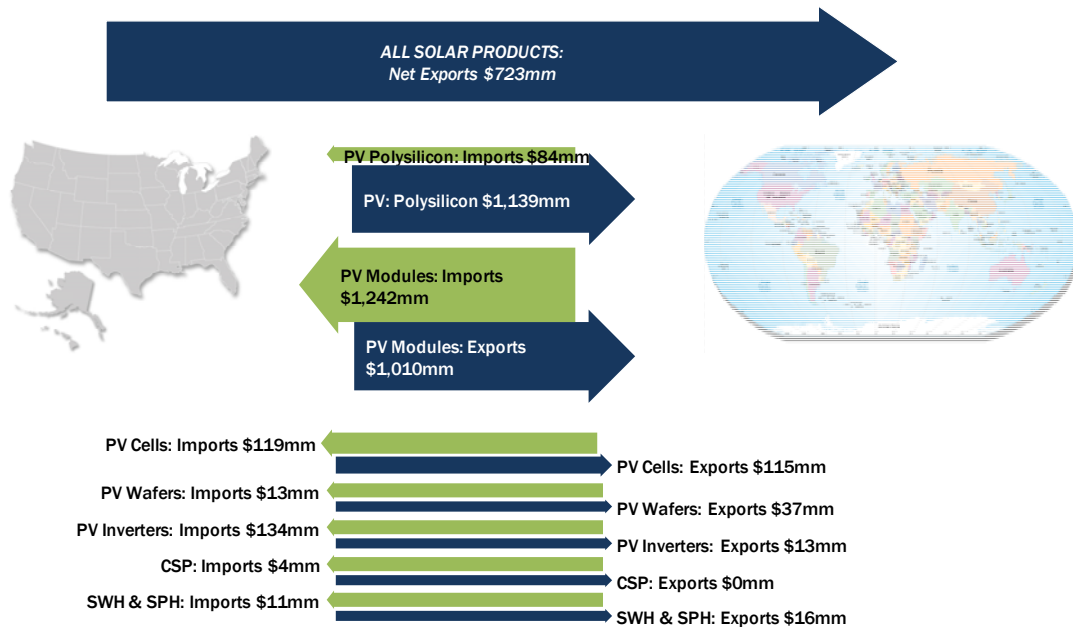 ALL SOLAR PRODUCTS:
Net Exports $723mm
PV Polysilicon: Imports $84mm
PV: Polysilicon $1,139mm
PV Modules: Imports
$1,242mm
PV Modules: Exports
$1,010mm
PV Cells: Imports $119mm
PV Cells: Exports $115mm
PV Wafers: Imports $13mm
PV Wafers: Exports $37mm
PV Inverters: Imports $134mm
PV Inverters: Exports $13mm
CSP: Imports $4mm
CSP: Exports $0mm
SWH & SPH: Imports $11mm
SWH & SPH: Exports $16mm